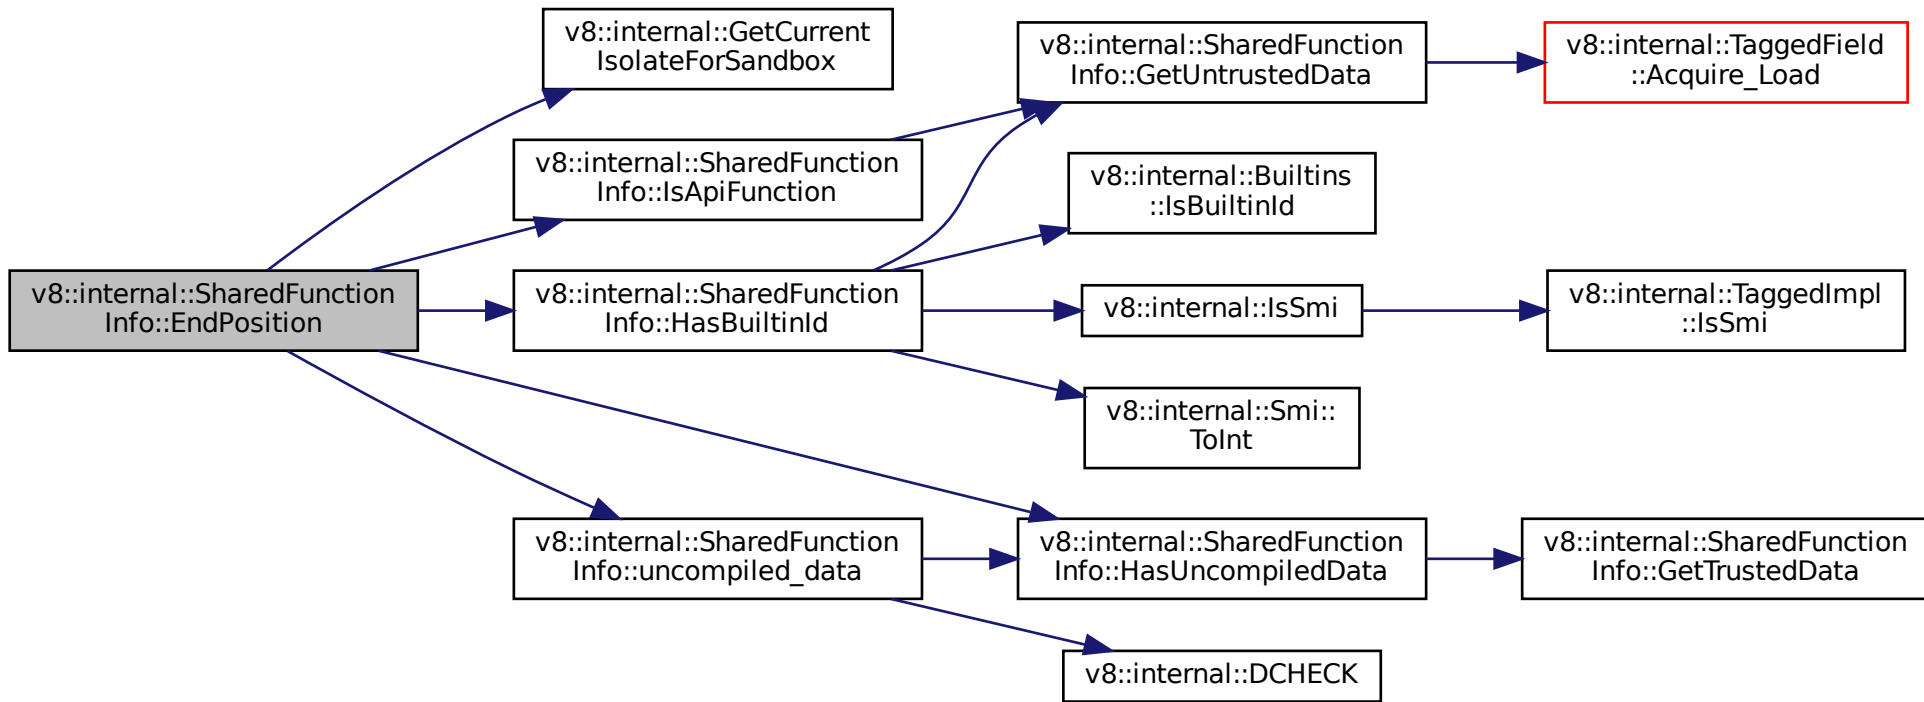 v8::internal::GetCurrent
IsolateForSandbox
v8::internal::SharedFunction
Info::GetUntrustedData
v8::internal::TaggedField
::Acquire_Load
v8::internal::SharedFunction
Info::IsApiFunction
v8::internal::Builtins
::IsBuiltinId
v8::internal::SharedFunction
Info::EndPosition
v8::internal::SharedFunction
Info::HasBuiltinId
v8::internal::IsSmi
v8::internal::TaggedImpl
::IsSmi
v8::internal::Smi::
ToInt
v8::internal::SharedFunction
Info::uncompiled_data
v8::internal::SharedFunction
Info::HasUncompiledData
v8::internal::SharedFunction
Info::GetTrustedData
v8::internal::DCHECK